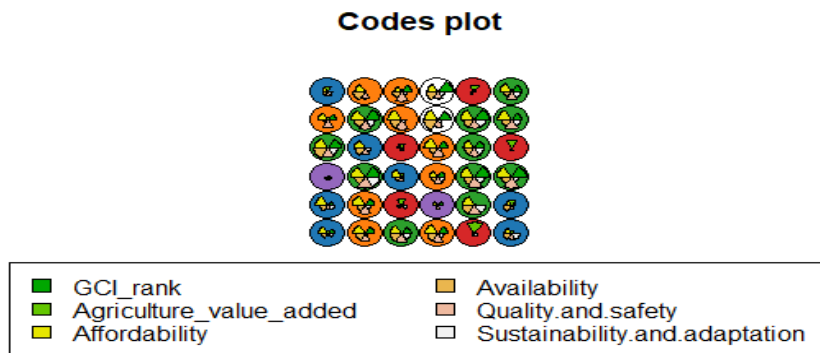 Codes plot
GCI_rank
Agriculture_value_added
Affordability
Availability
Quality.and.safety
Sustainability.and.adaptation